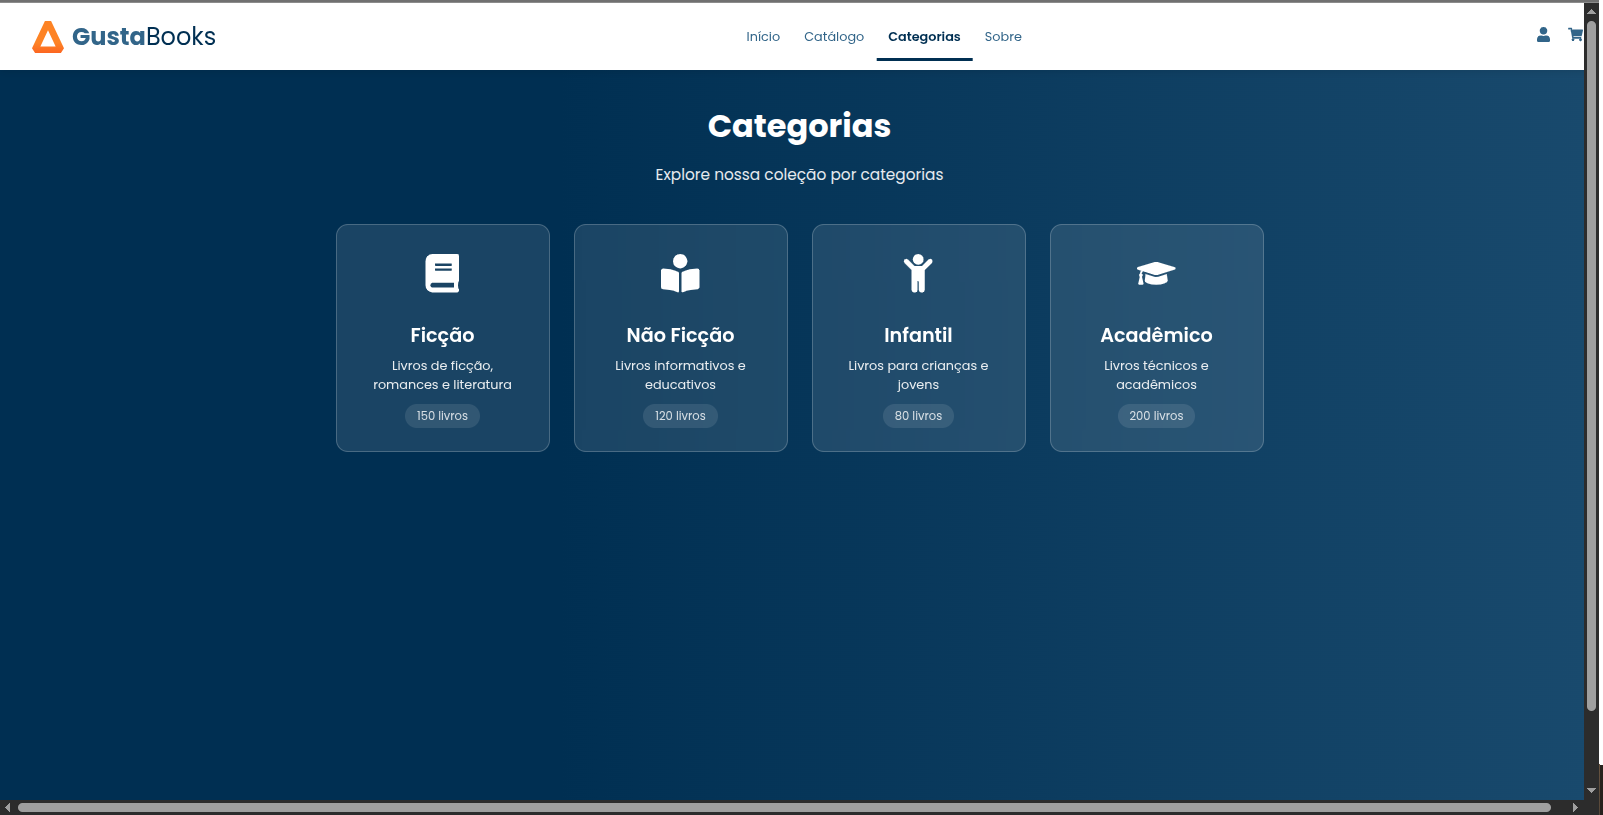 GustaBooks
Início
Catálogo
Categorias
Sobre
Categorias
Explore nossa coleção por categorias
Ficção
Livros de ficção,
romances e literatura
150 livros
Não Ficção
Livros informativos e
educativos
120 livros
Infantil
Livros para crianças e
jovens
80 livros
Acadêmico
Livros técnicos e
acadêmicos
200 livros